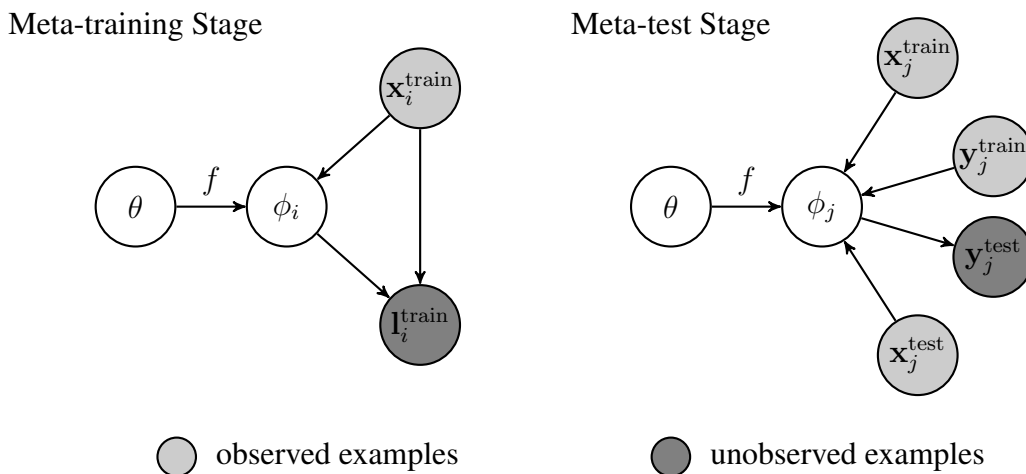 Meta-training Stage
x_i^train
θ
f
ϕ_i
l_i^train
Meta-test Stage
x_j^train
y_j^train
θ
f
ϕ_j
y_j^test
x_j^test
observed examples
unobserved examples